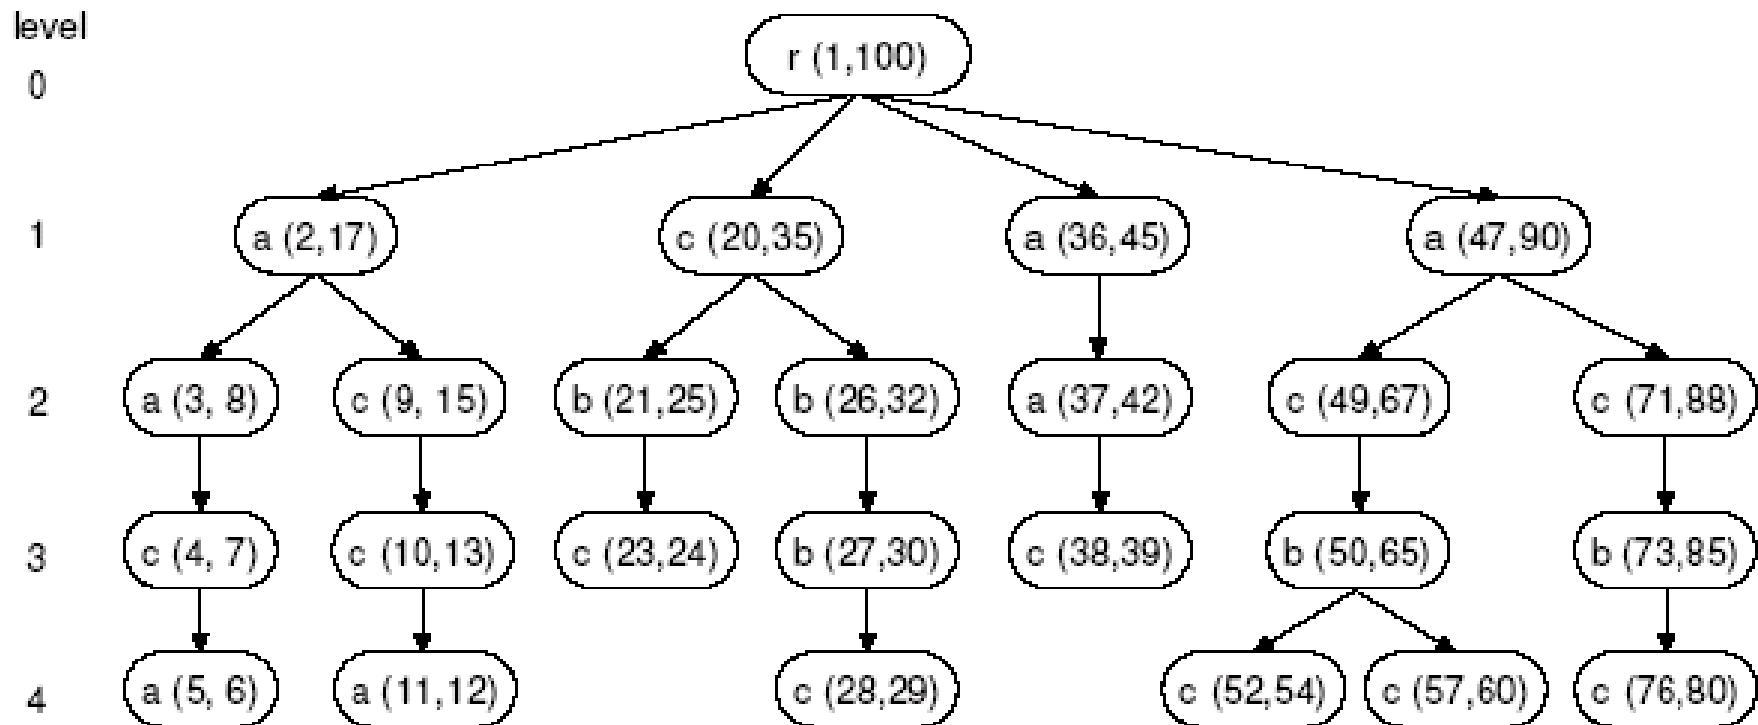 level
r (1,100)
0
1
a (2,17)
c (20,35)
a (36,45)
a (47,90)
2
a (3, 8)
c (9, 15)
b (21,25)
b (26,32)
a (37,42)
c (49,67)
c (71,88)
3
c (4, 7)
c (10,13)
c (23,24)
b (27,30)
c (38,39)
b (50,65)
b (73,85)
4
a (5, 6)
a (11,12)
c (28,29)
c (52,54)
c (57,60)
c (76,80)